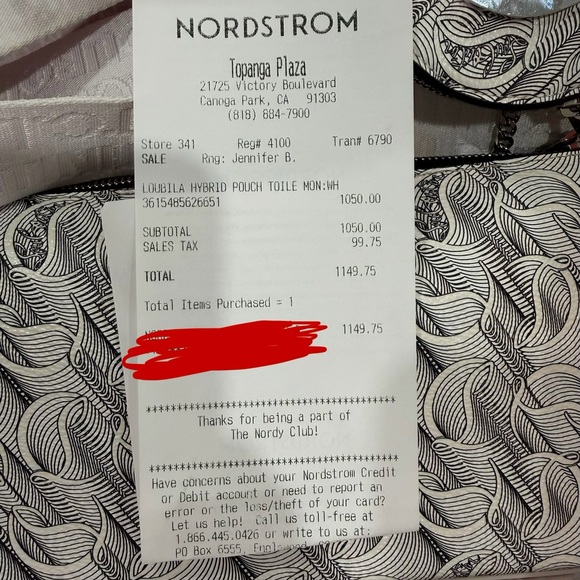 NORDSTROM
Topanga Plaza
21725 Victory Boulevard
Canoga Park, CA 91303
(818) 884-7900
Store 341 Reg# 4100 Tran# 6790
SALE Rng: Jennifer B.
LOUBILA HYBRID POUCH TOILE MON:WH
3615485626651 1050.00
SUBTOTAL 1050.00
SALES TAX 99.75
TOTAL 1149.75
Total Items Purchased = 1
1149.75
************************************
Thanks for being a part of
The Nordy Club!
************************************
Have concerns about your Nordstrom Credit
or Debit account or need to report an
error or the loss/theft of your card?
Let us help! Call us toll-free at
1.866.445.0426 or write to us at:
PO Box 6555,